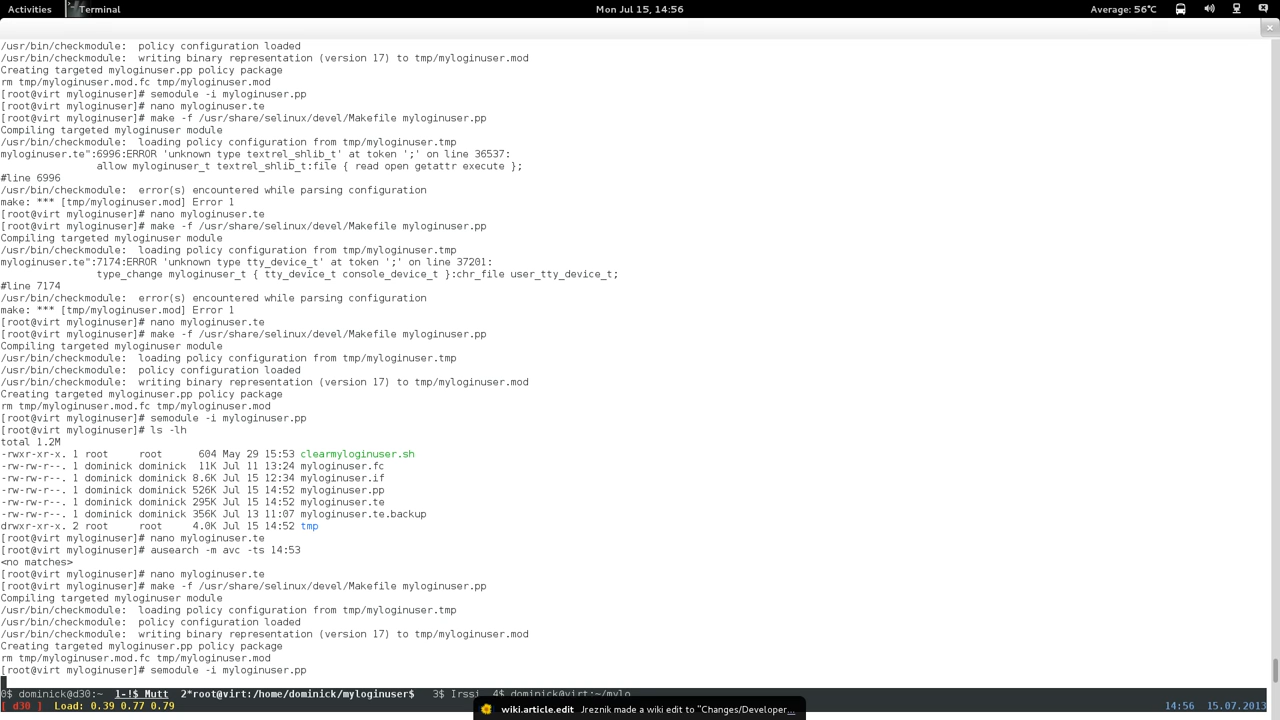 Activities Terminal Mon Jul 15, 14:56 Average: 56°C
/usr/bin/checkmodule:  policy configuration loaded
/usr/bin/checkmodule:  writing binary representation (version 17) to tmp/myloginuser.mod
Creating targeted myloginuser.pp policy package
rm tmp/myloginuser.mod.fc tmp/myloginuser.mod
[root@virt myloginuser]# semodule -i myloginuser.pp
[root@virt myloginuser]# nano myloginuser.te
[root@virt myloginuser]# make -f /usr/share/selinux/devel/Makefile myloginuser.pp
Compiling targeted myloginuser module
/usr/bin/checkmodule:  loading policy configuration from tmp/myloginuser.tmp
myloginuser.te":6996:ERROR 'unknown type textrel_shlib_t' at token ';' on line 36537:
                allow myloginuser_t textrel_shlib_t:file { read open getattr execute };
#line 6996
/usr/bin/checkmodule:  error(s) encountered while parsing configuration
make: *** [tmp/myloginuser.mod] Error 1
[root@virt myloginuser]# nano myloginuser.te
[root@virt myloginuser]# make -f /usr/share/selinux/devel/Makefile myloginuser.pp
Compiling targeted myloginuser module
/usr/bin/checkmodule:  loading policy configuration from tmp/myloginuser.tmp
myloginuser.te":7174:ERROR 'unknown type tty_device_t' at token ';' on line 37201:
                type_change myloginuser_t { tty_device_t console_device_t }:chr_file user_tty_device_t;
#line 7174
/usr/bin/checkmodule:  error(s) encountered while parsing configuration
make: *** [tmp/myloginuser.mod] Error 1
[root@virt myloginuser]# nano myloginuser.te
[root@virt myloginuser]# make -f /usr/share/selinux/devel/Makefile myloginuser.pp
Compiling targeted myloginuser module
/usr/bin/checkmodule:  loading policy configuration from tmp/myloginuser.tmp
/usr/bin/checkmodule:  policy configuration loaded
/usr/bin/checkmodule:  writing binary representation (version 17) to tmp/myloginuser.mod
Creating targeted myloginuser.pp policy package
rm tmp/myloginuser.mod.fc tmp/myloginuser.mod
[root@virt myloginuser]# semodule -i myloginuser.pp
[root@virt myloginuser]# ls -lh
total 1.2M
-rwxr-xr-x. 1 root     root      604 May 29 15:53 clearmyloginuser.sh
-rw-rw-r--. 1 dominick dominick  11K Jul 11 13:24 myloginuser.fc
-rw-rw-r--. 1 dominick dominick 8.6K Jul 15 12:34 myloginuser.if
-rw-rw-r--. 1 dominick dominick 526K Jul 15 14:52 myloginuser.pp
-rw-rw-r--. 1 dominick dominick 295K Jul 15 14:52 myloginuser.te
-rw-rw-r--. 1 dominick dominick 356K Jul 13 11:07 myloginuser.te.backup
drwxr-xr-x. 2 root     root     4.0K Jul 15 14:52 tmp
[root@virt myloginuser]# nano myloginuser.te
[root@virt myloginuser]# ausearch -m avc -ts 14:53
<no matches>
[root@virt myloginuser]# nano myloginuser.te
[root@virt myloginuser]# make -f /usr/share/selinux/devel/Makefile myloginuser.pp
Compiling targeted myloginuser module
/usr/bin/checkmodule:  loading policy configuration from tmp/myloginuser.tmp
/usr/bin/checkmodule:  policy configuration loaded
/usr/bin/checkmodule:  writing binary representation (version 17) to tmp/myloginuser.mod
Creating targeted myloginuser.pp policy package
rm tmp/myloginuser.mod.fc tmp/myloginuser.mod
[root@virt myloginuser]# semodule -i myloginuser.pp
0$ dominick@d30:~  1-!$ Mutt  2*root@virt:/home/dominick/myloginuser$   3$ Irssi  4$ dominick@virt:~/mylo
[ d30 ]  Load: 0.39 0.77 0.79 wiki.article.edit Jreznik made a wiki edit to "Changes/Developer... 14:56  15.07.2013